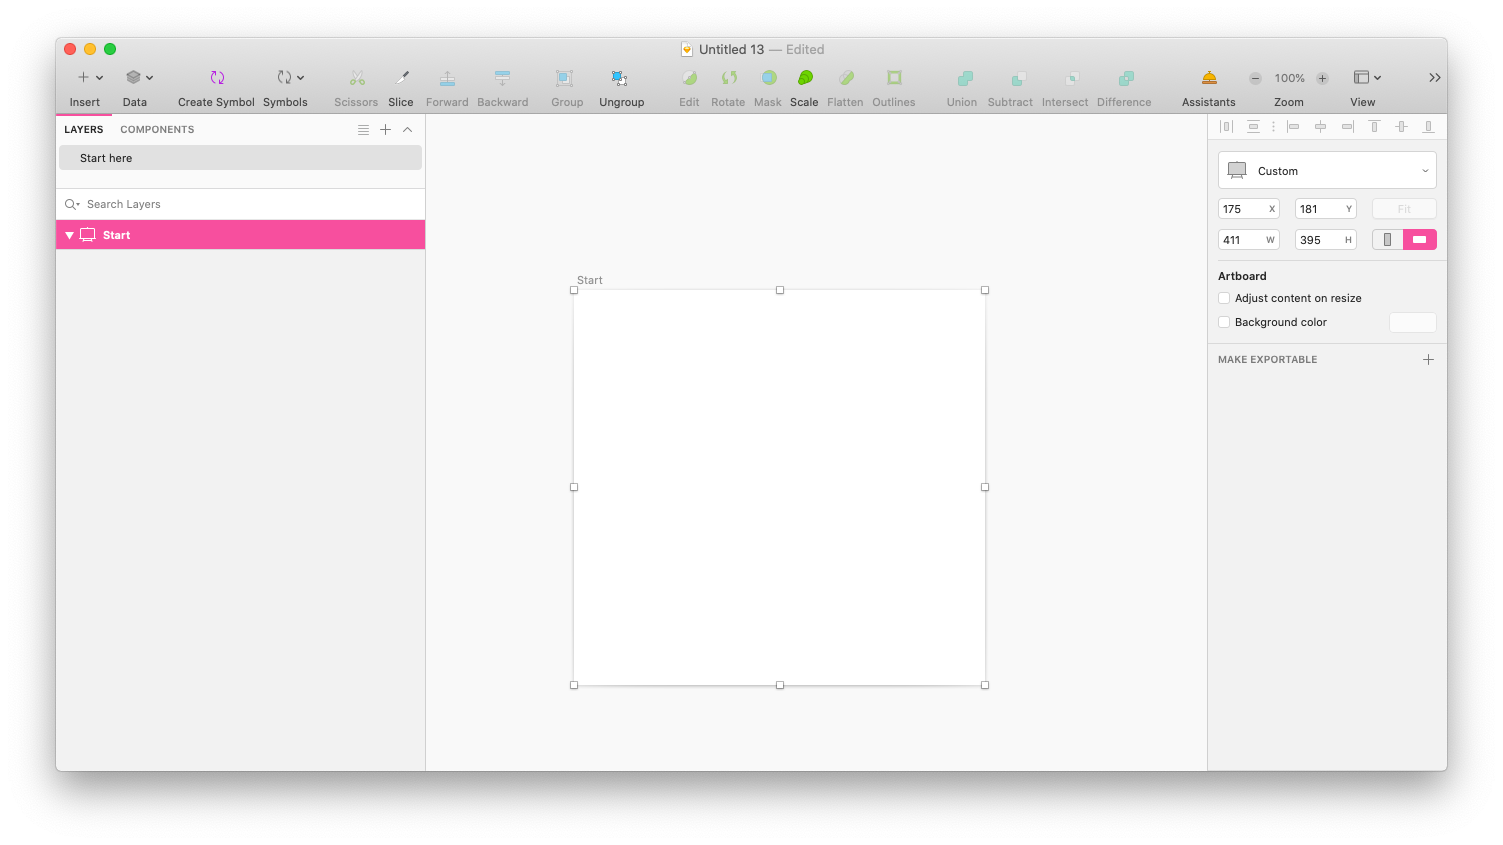 Untitled 13 — Edited
Insert Data Create Symbol Symbols Scissors Slice Forward Backward Group Ungroup Edit Rotate Mask Scale Flatten Outlines Union Subtract Intersect Difference Assistants 100% Zoom View
LAYERS COMPONENTS
Start here
Search Layers
Start
Start
Custom
175 X 181 Y Fit
411 W 395 H
Artboard
Adjust content on resize
Background color
MAKE EXPORTABLE